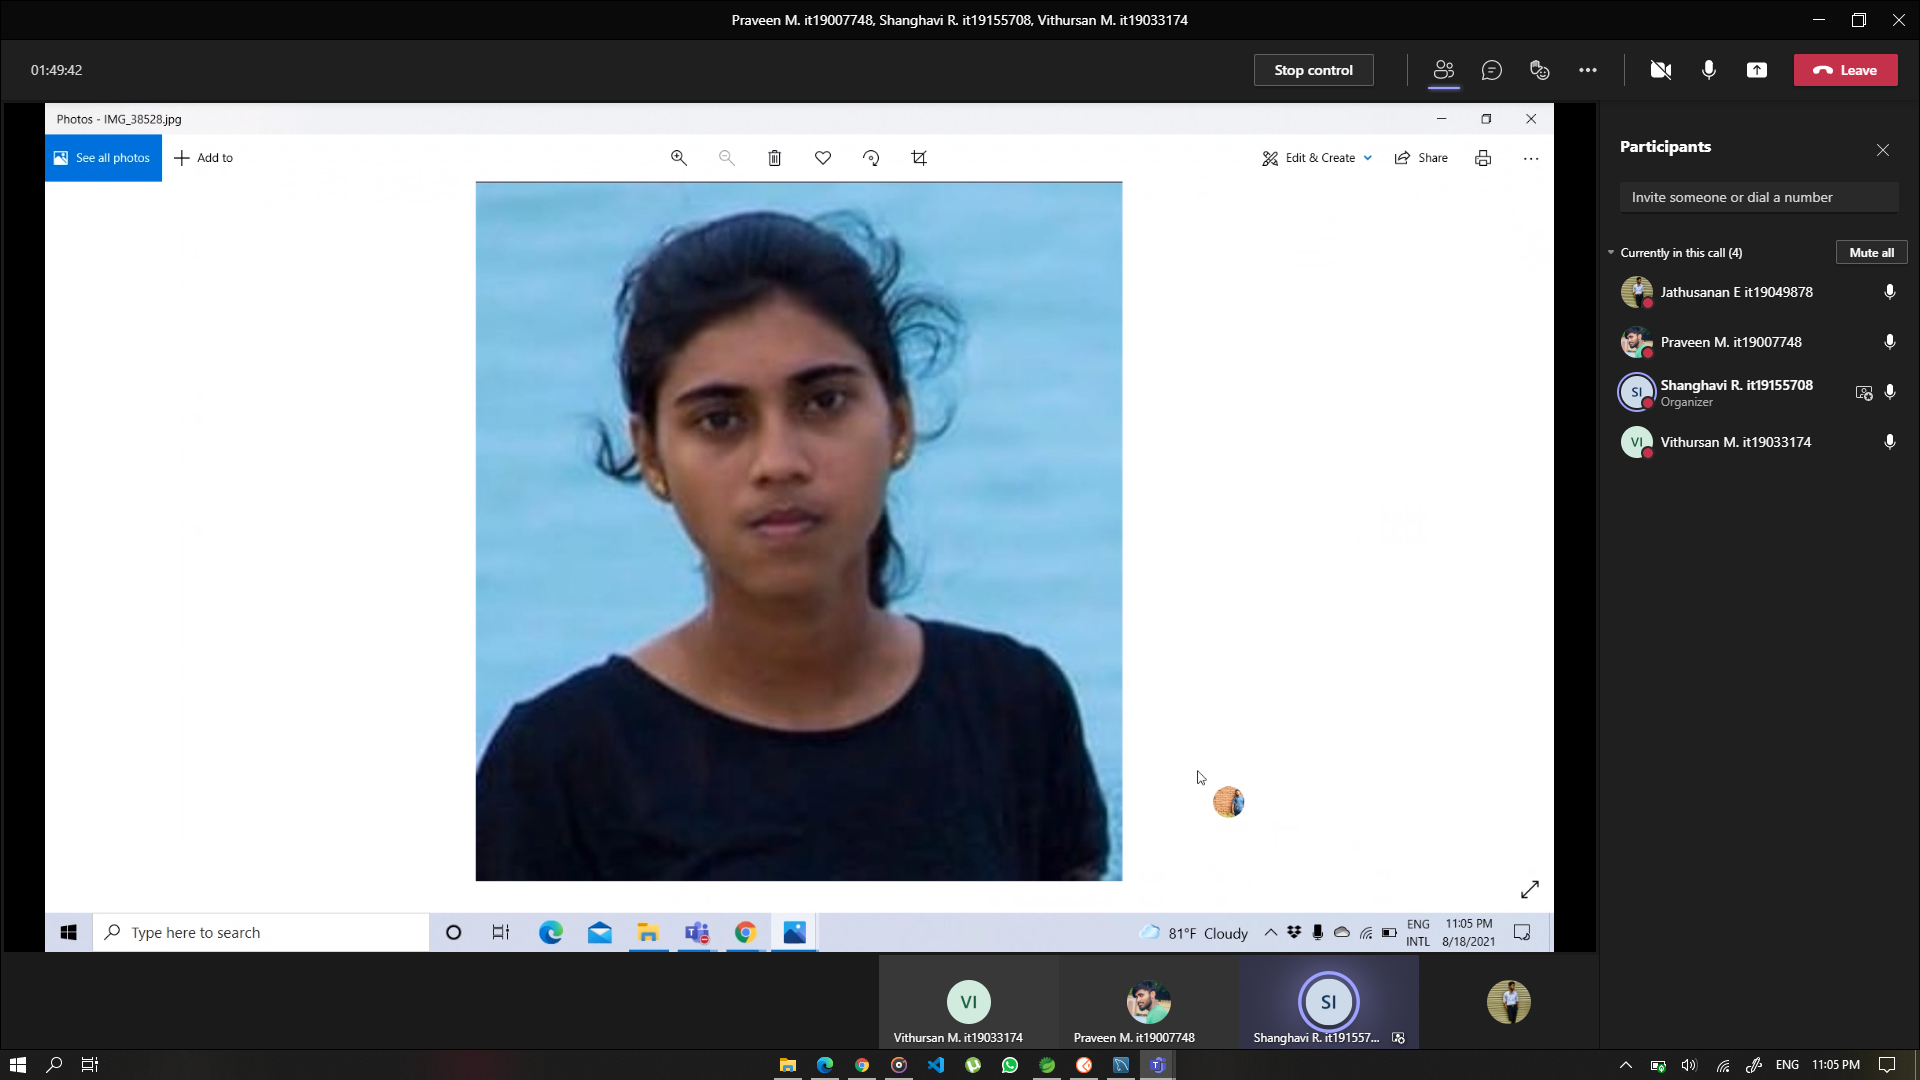 Praveen M. it19007748, Shanghavi R. it19155708, Vithursan M. it19033174
01:49:42
Stop control
Leave
Photos - IMG_38528.jpg
See all photos
Add to
Edit & Create
Share
Participants
Invite someone or dial a number
Currently in this call (4)
Mute all
Jathusanan E it19049878
Praveen M. it19007748
SI
Shanghavi R. it19155708
Organizer
VI
Vithursan M. it19033174
Type here to search
81°F Cloudy
ENG
INTL
11:05 PM
8/18/2021
VI
Vithursan M. it19033174
Praveen M. it19007748
SI
Shanghavi R. it191557...
ENG
11:05 PM